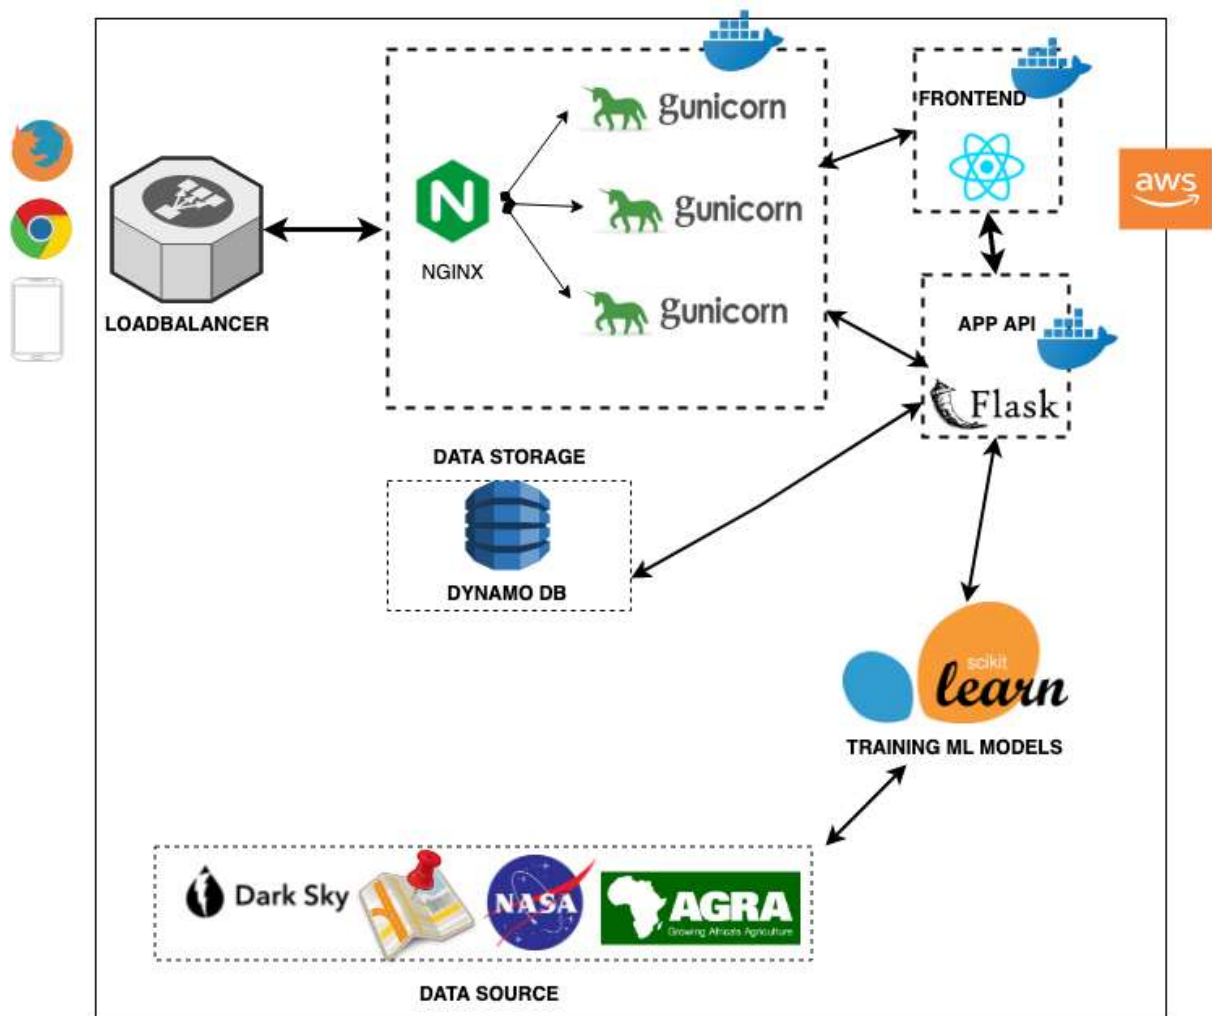 gunicorn
FRONTEND
aws
gunicorn
N
NGINX
gunicorn
LOADBALANCER
APP API
Flask
DATA STORAGE
DYNAMO DB
scikit
learn
TRAINING ML MODELS
Dark Sky
NASA
AGRA
Growing Africa's Agriculture
DATA SOURCE